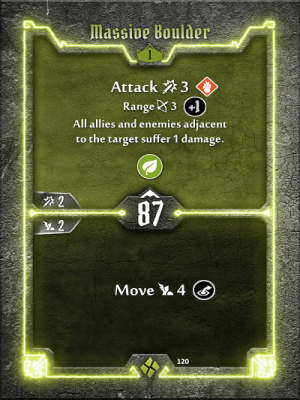 Massive Boulder
1
Attack 3
Range 3 +1
All allies and enemies adjacent
to the target suffer 1 damage.
2
87
2
Move 4
120